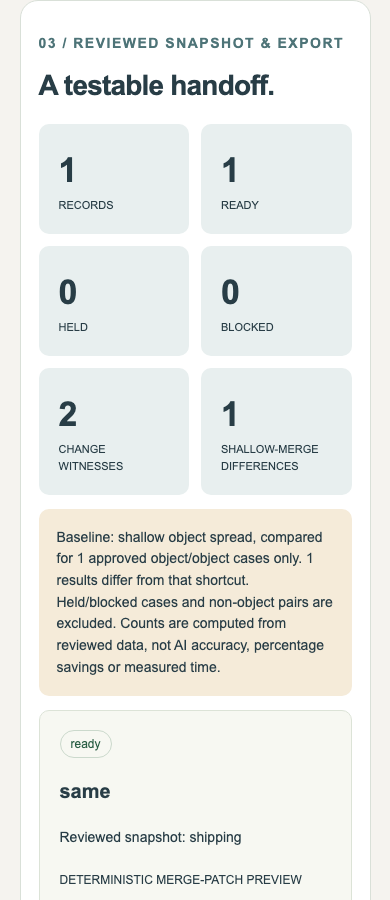 03 / REVIEWED SNAPSHOT & EXPORT
A testable handoff.
1
RECORDS
1
READY
0
HELD
0
BLOCKED
2
CHANGE
WITNESSES
1
SHALLOW-MERGE
DIFFERENCES
Baseline: shallow object spread, compared
for 1 approved object/object cases only. 1
results differ from that shortcut.
Held/blocked cases and non-object pairs are
excluded. Counts are computed from
reviewed data, not AI accuracy, percentage
savings or measured time.
ready
same
Reviewed snapshot: shipping
DETERMINISTIC MERGE-PATCH PREVIEW